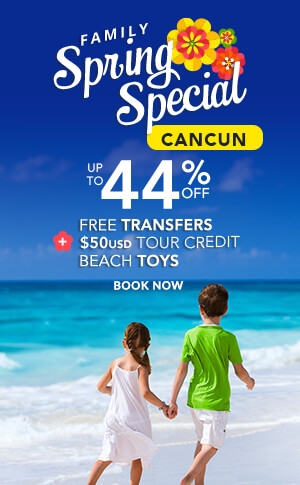 FAMILY
Spring
Special
CANCUN
UP TO 44% OFF
FREE TRANSFERS
+ $50USD TOUR CREDIT
BEACH TOYS
BOOK NOW